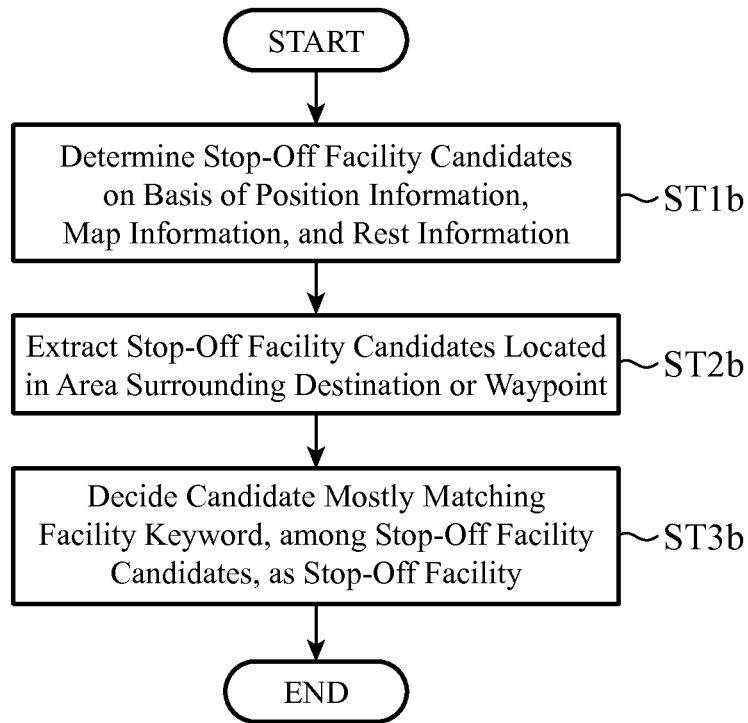 START
Determine Stop-Off Facility Candidates
on Basis of Position Information,
Map Information, and Rest Information
ST1b
Extract Stop-Off Facility Candidates Located
in Area Surrounding Destination or Waypoint
ST2b
Decide Candidate Mostly Matching
Facility Keyword, among Stop-Off Facility
Candidates, as Stop-Off Facility
ST3b
END